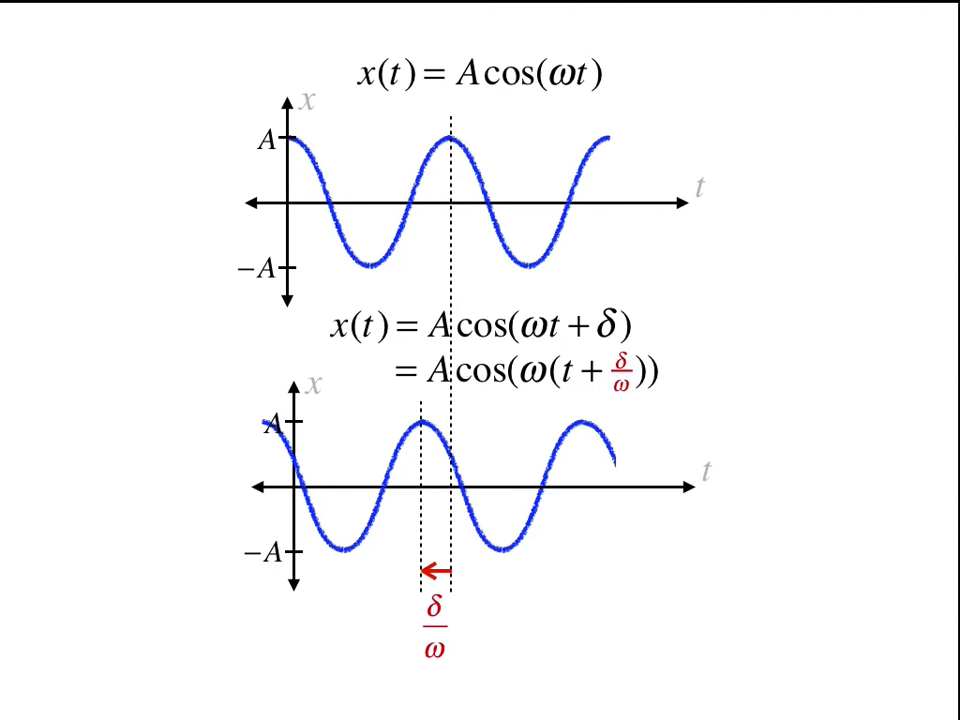 x(t) = A cos(ωt)
x
A
t
−A
x(t) = A cos(ωt + δ)
= A cos(ω(t + δ/ω))
x
A
t
−A
δ/ω